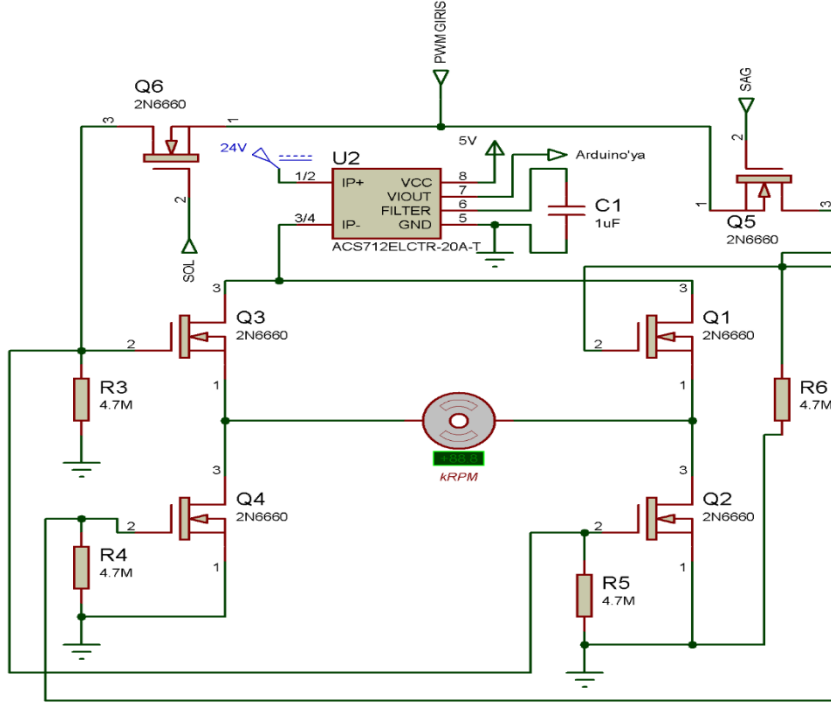 PWM GIRIS
Q6
2N6660
3
1
2
SOL
24V
U2
5V
1/2
IP+
VCC
8
VIOUT
7
FILTER
6
3/4
IP-
GND
5
ACS712ELCTR-20A-T
Arduino'ya
C1
1uF
SAG
2
1
3
Q5
2N6660
3
Q3
2N6660
2
1
3
Q1
2N6660
2
1
R3
4.7M
R6
4.7M
kRPM
3
Q4
2N6660
2
1
3
Q2
2N6660
2
1
R4
4.7M
R5
4.7M